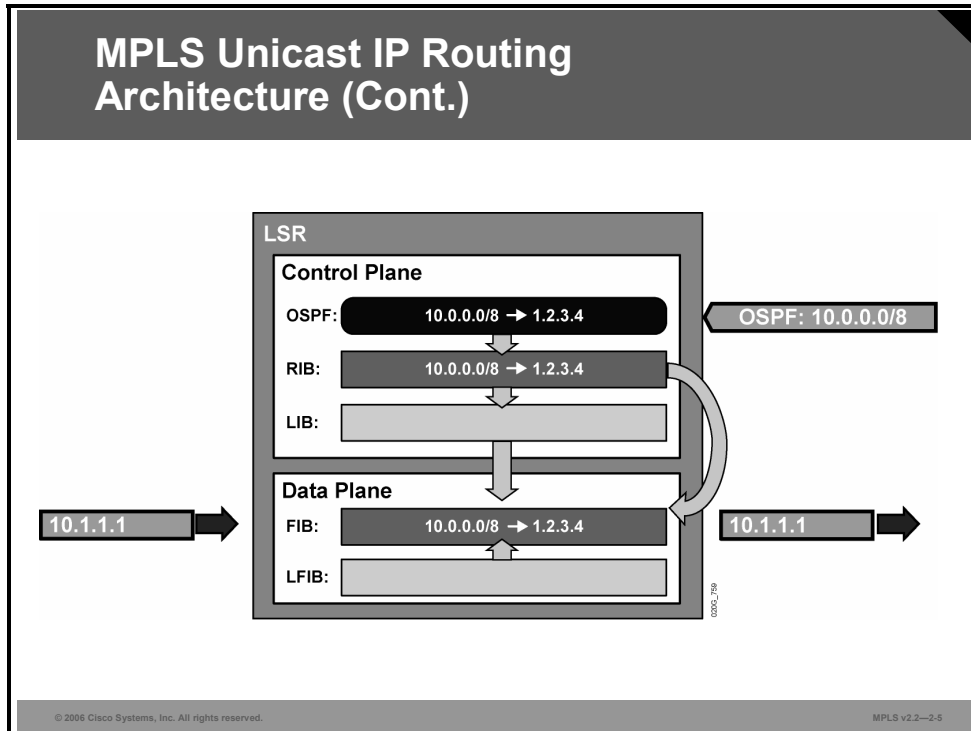 MPLS Unicast IP Routing
Architecture (Cont.)
LSR
Control Plane
OSPF: 10.0.0.0/8 → 1.2.3.4
OSPF: 10.0.0.0/8
RIB: 10.0.0.0/8 → 1.2.3.4
LIB:
Data Plane
10.1.1.1
FIB: 10.0.0.0/8 → 1.2.3.4
10.1.1.1
LFIB:
020G_759
© 2006 Cisco Systems, Inc. All rights reserved.
MPLS v2.2—2-5